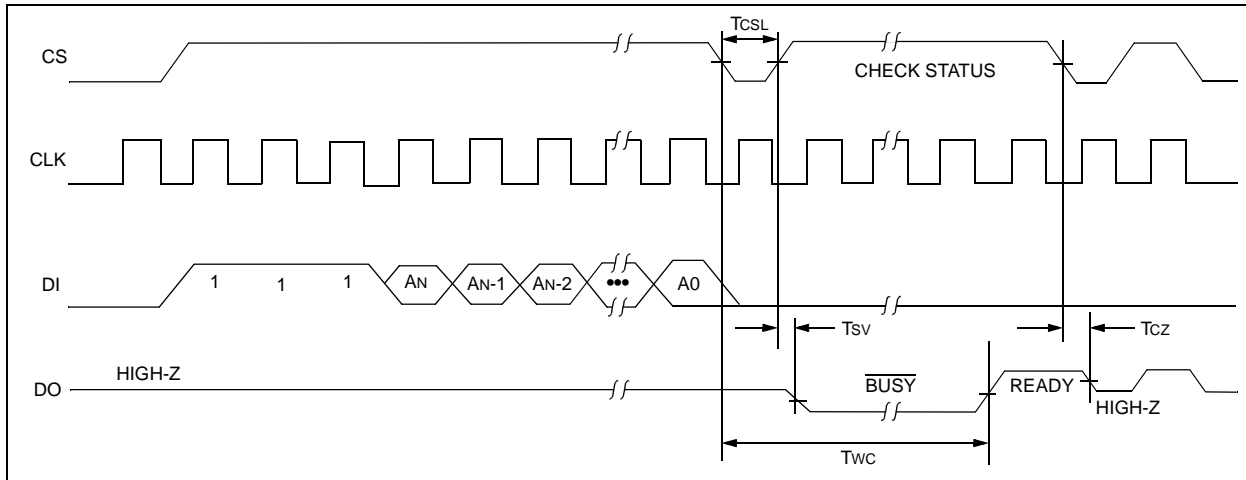 TCSL
CS
CHECK STATUS
CLK
DI
1 1 1 AN AN-1 AN-2 ••• A0
TSV
TCZ
DO
HIGH-Z
BUSY
READY
HIGH-Z
TWC